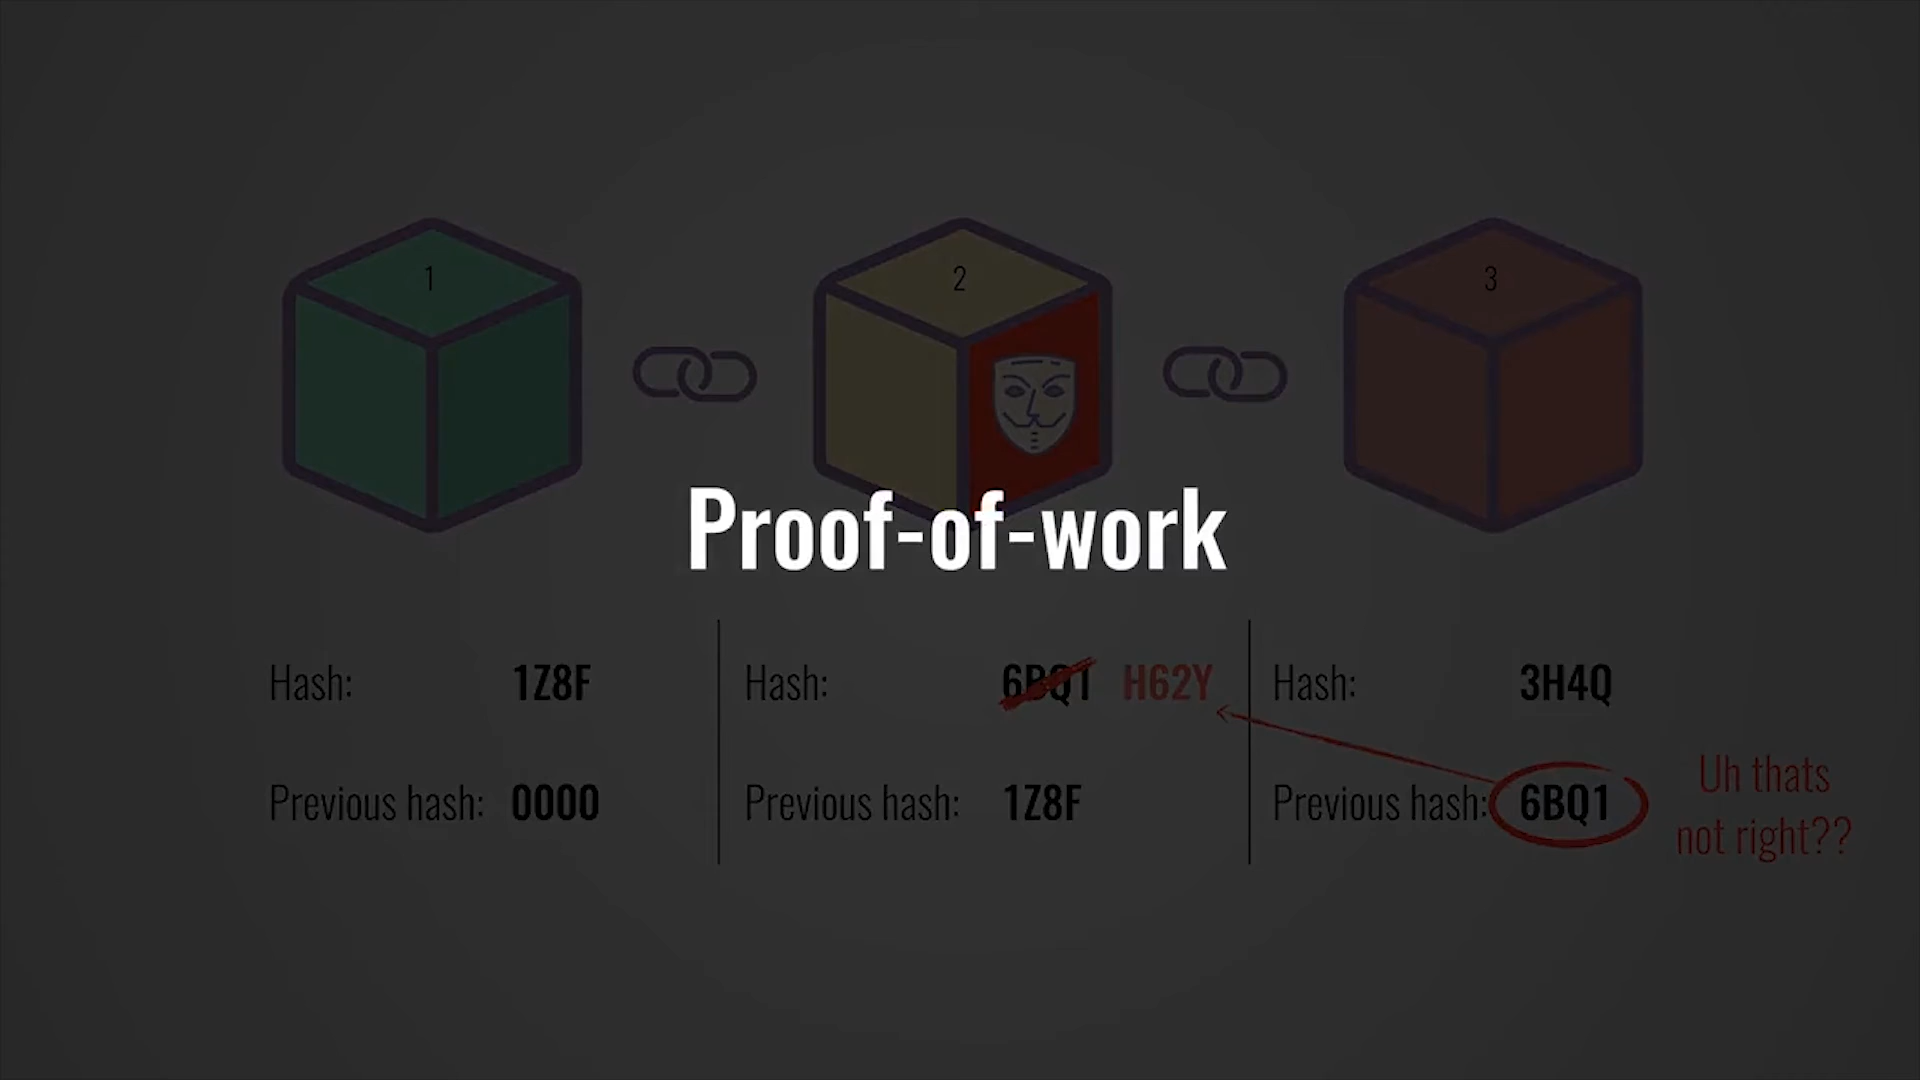 1
2
3
Proof-of-work
Hash: 1Z8F
Previous hash: 0000
Hash: 6BQ1 H62Y
Previous hash: 1Z8F
Hash: 3H4Q
Previous hash: 6BQ1
Uh thats
not right??